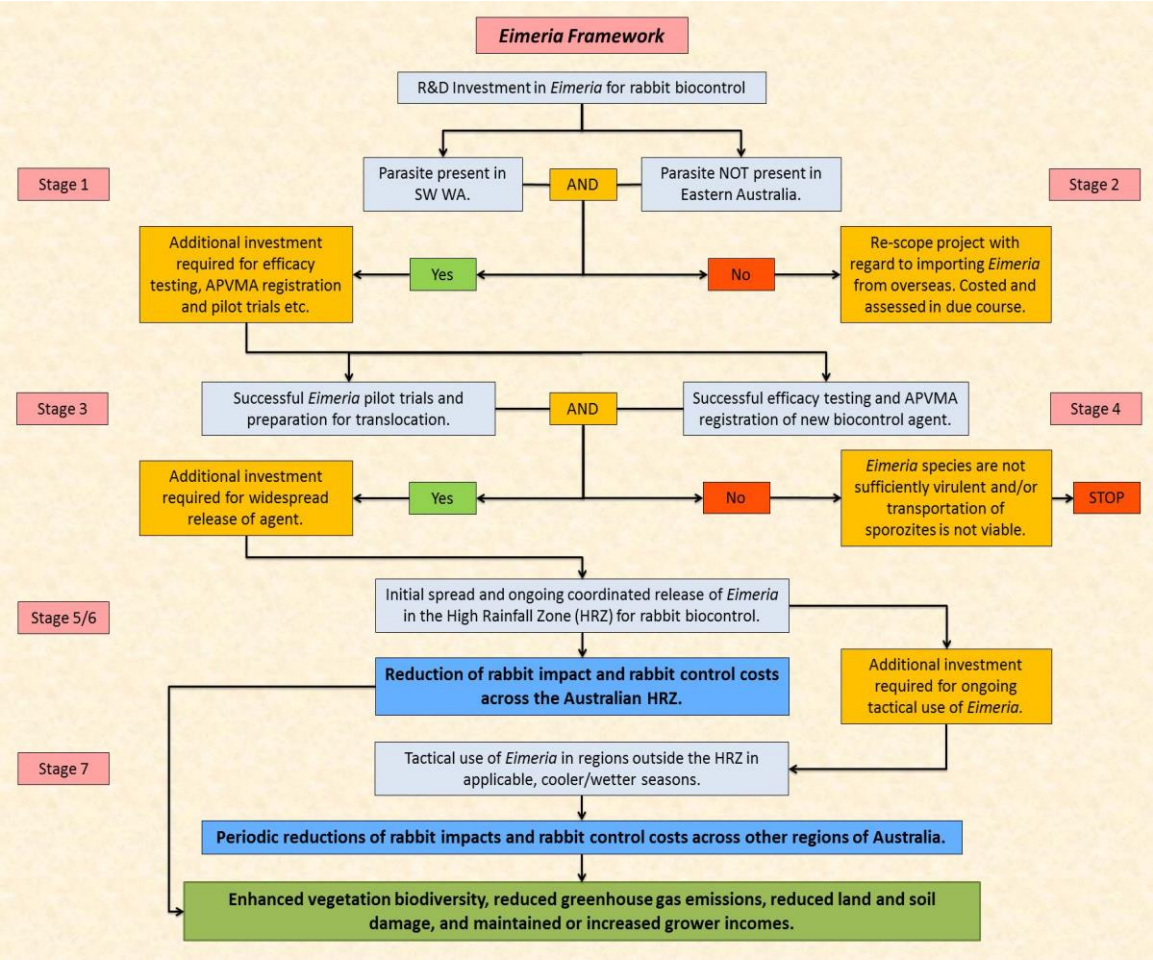 Eimeria Framework
R&D Investment in Eimeria for rabbit biocontrol
Stage 1
Parasite present in
SW WA.
AND
Parasite NOT present in
Eastern Australia.
Stage 2
Additional investment
required for efficacy
testing, APVMA registration
and pilot trials etc.
Yes
No
Re-scope project with
regard to importing Eimeria
from overseas. Costed and
assessed in due course.
Stage 3
Successful Eimeria pilot trials and
preparation for translocation.
AND
Successful efficacy testing and APVMA
registration of new biocontrol agent.
Stage 4
Additional investment
required for widespread
release of agent.
Yes
No
Eimeria species are not
sufficiently virulent and/or
transportation of
sporozites is not viable.
STOP
Stage 5/6
Initial spread and ongoing coordinated release of Eimeria
in the High Rainfall Zone (HRZ) for rabbit biocontrol.
Reduction of rabbit impact and rabbit control costs
across the Australian HRZ.
Additional investment
required for ongoing
tactical use of Eimeria.
Stage 7
Tactical use of Eimeria in regions outside the HRZ in
applicable, cooler/wetter seasons.
Periodic reductions of rabbit impacts and rabbit control costs across other regions of Australia.
Enhanced vegetation biodiversity, reduced greenhouse gas emissions, reduced land and soil
damage, and maintained or increased grower incomes.